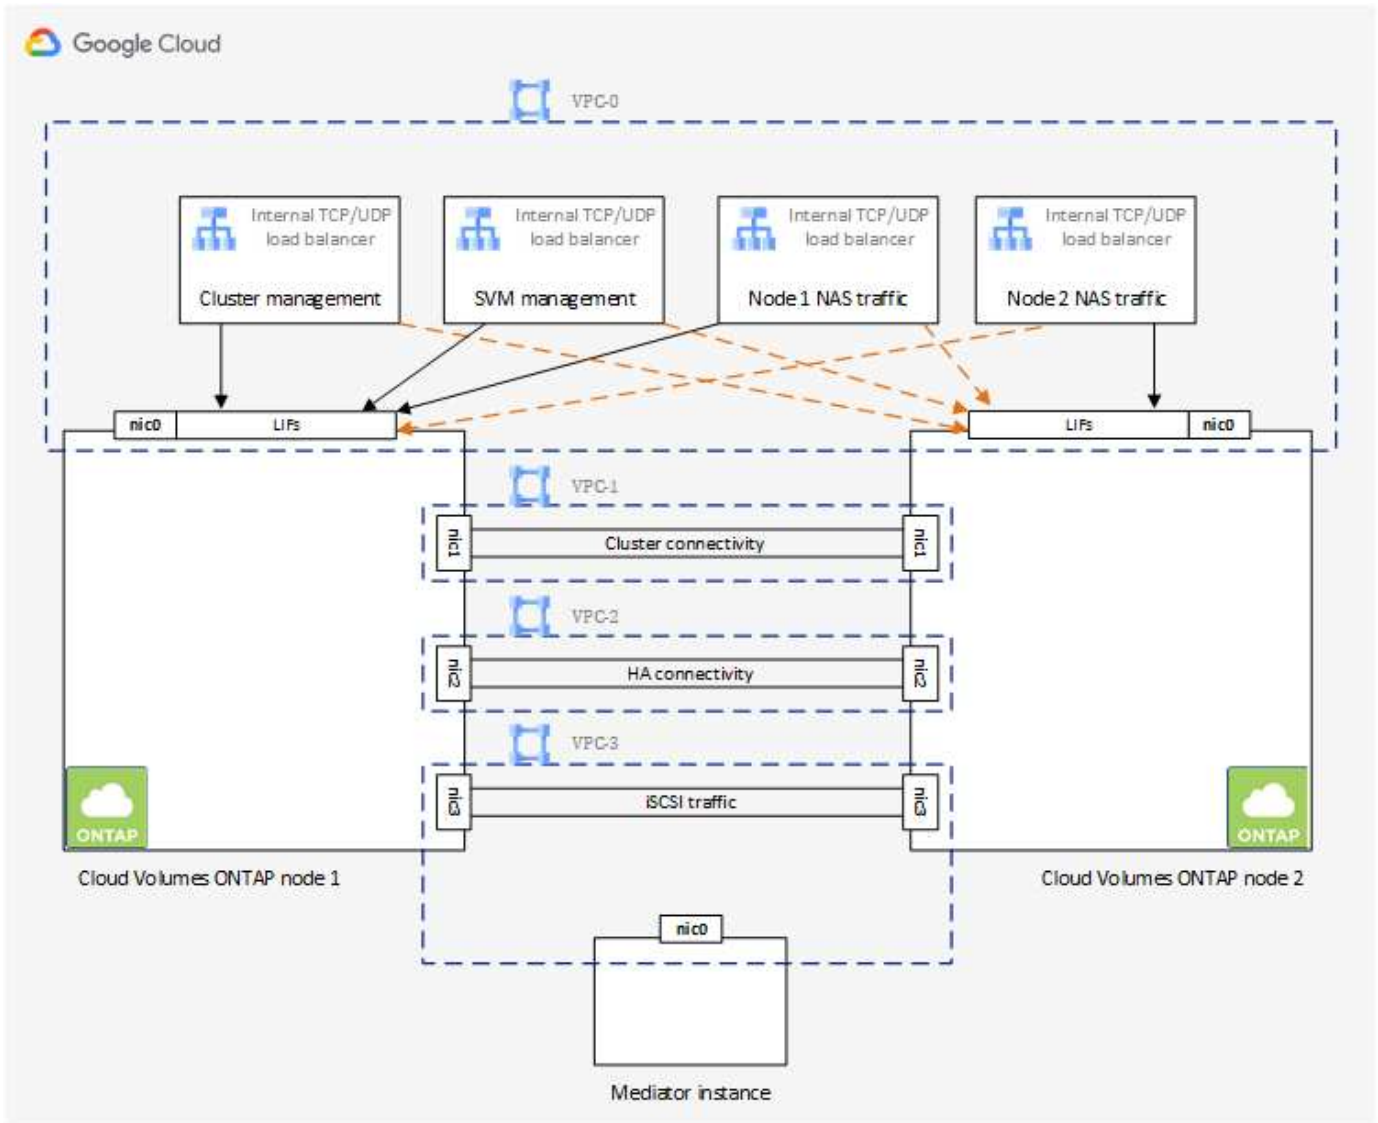 Google Cloud
VPC-0
Internal TCP/UDP
load balancer
Cluster management
Internal TCP/UDP
load balancer
SVM management
Internal TCP/UDP
load balancer
Node 1 NAS traffic
Internal TCP/UDP
load balancer
Node 2 NAS traffic
nic0
LIFs
LIFs
nic0
VPC-1
nic1
Cluster connectivity
nic1
VPC-2
nic2
HA connectivity
nic2
VPC-3
nic3
iSCSI traffic
nic3
ONTAP
ONTAP
Cloud Volumes ONTAP node 1
Cloud Volumes ONTAP node 2
nic0
Mediator instance